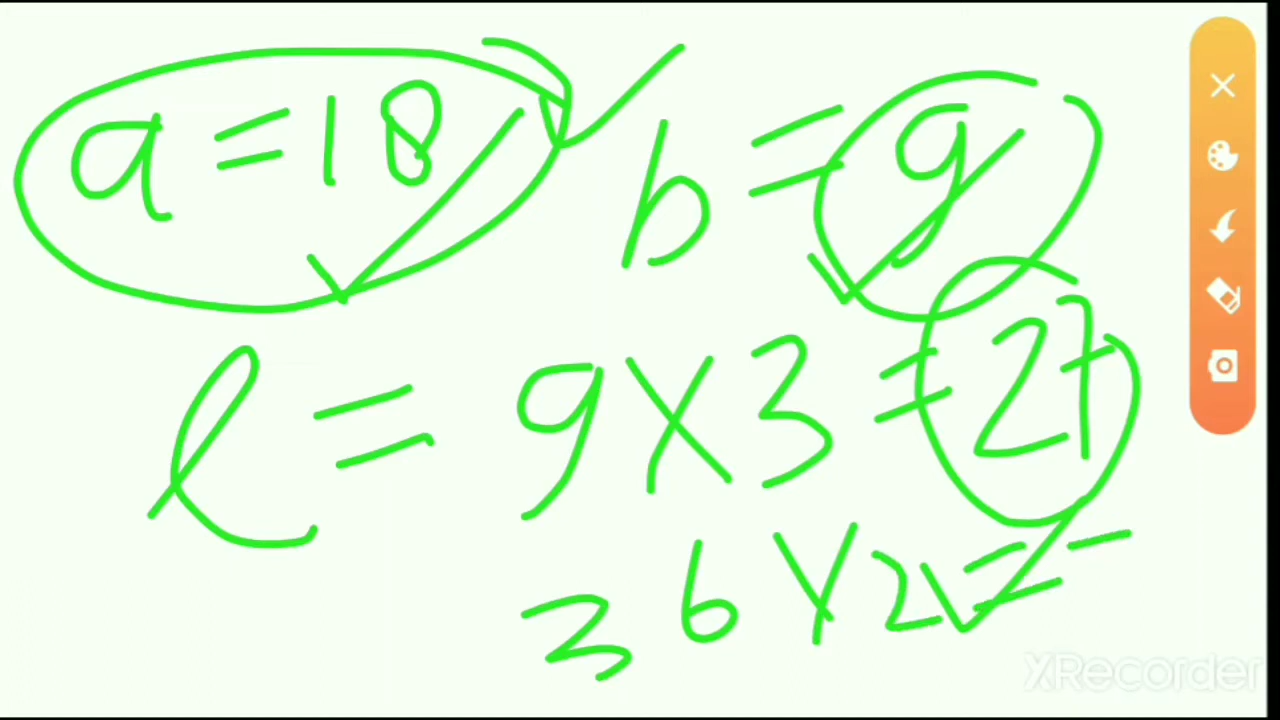 a = 18 b = 9
l = 9 X 3 = 27
36 X 2 = -
XRecorder